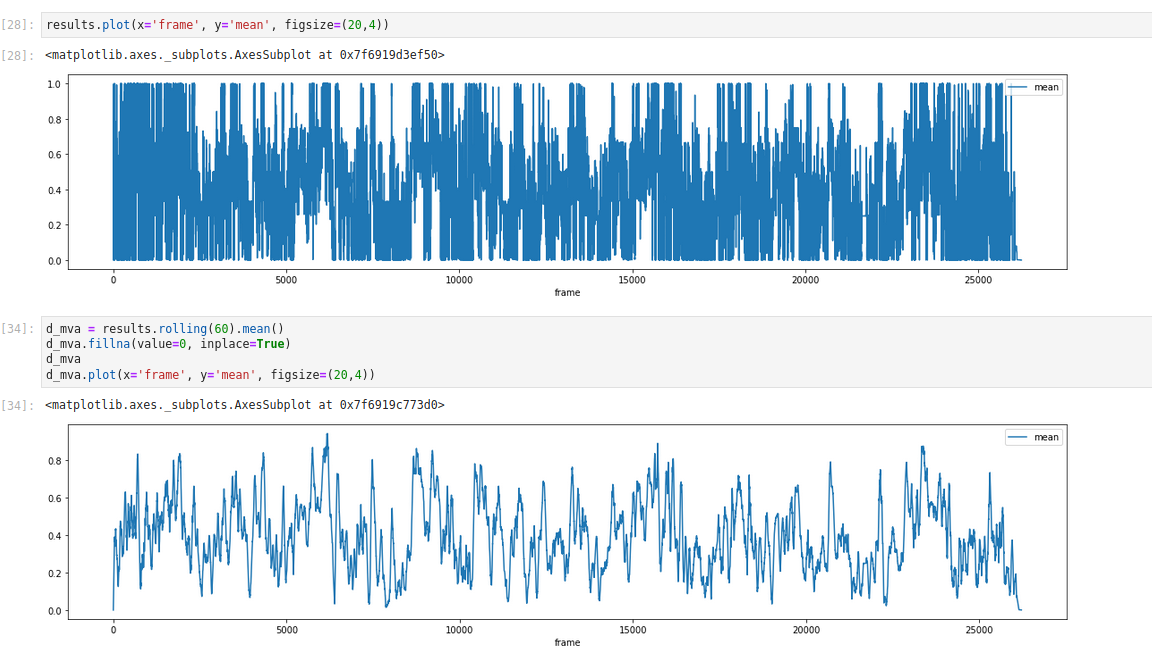 [28]: results.plot(x='frame', y='mean', figsize=(20,4))
[28]: <matplotlib.axes._subplots.AxesSubplot at 0x7f6919d3ef50>
mean
1.0
0.8
0.6
0.4
0.2
0.0
0 5000 10000 15000 20000 25000
frame
[34]: d_mva = results.rolling(60).mean()
d_mva.fillna(value=0, inplace=True)
d_mva
d_mva.plot(x='frame', y='mean', figsize=(20,4))
[34]: <matplotlib.axes._subplots.AxesSubplot at 0x7f6919c773d0>
mean
0.8
0.6
0.4
0.2
0.0
0 5000 10000 15000 20000 25000
frame